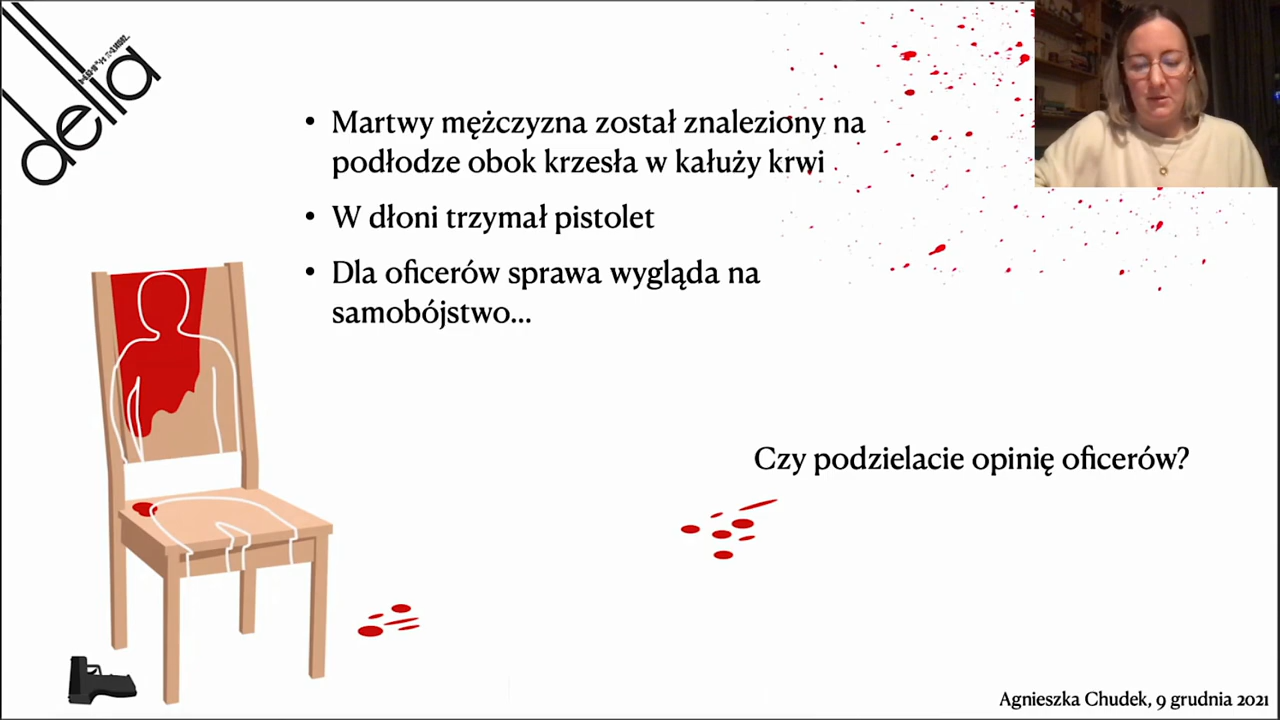 della
Martwy mężczyzna został znaleziony na
podłodze obok krzesła w kałuży krwi
W dłoni trzymał pistolet
Dla oficerów sprawa wygląda na
samobójstwo...
Czy podzielacie opinię oficerów?
Agnieszka Chudek, 9 grudnia 2021